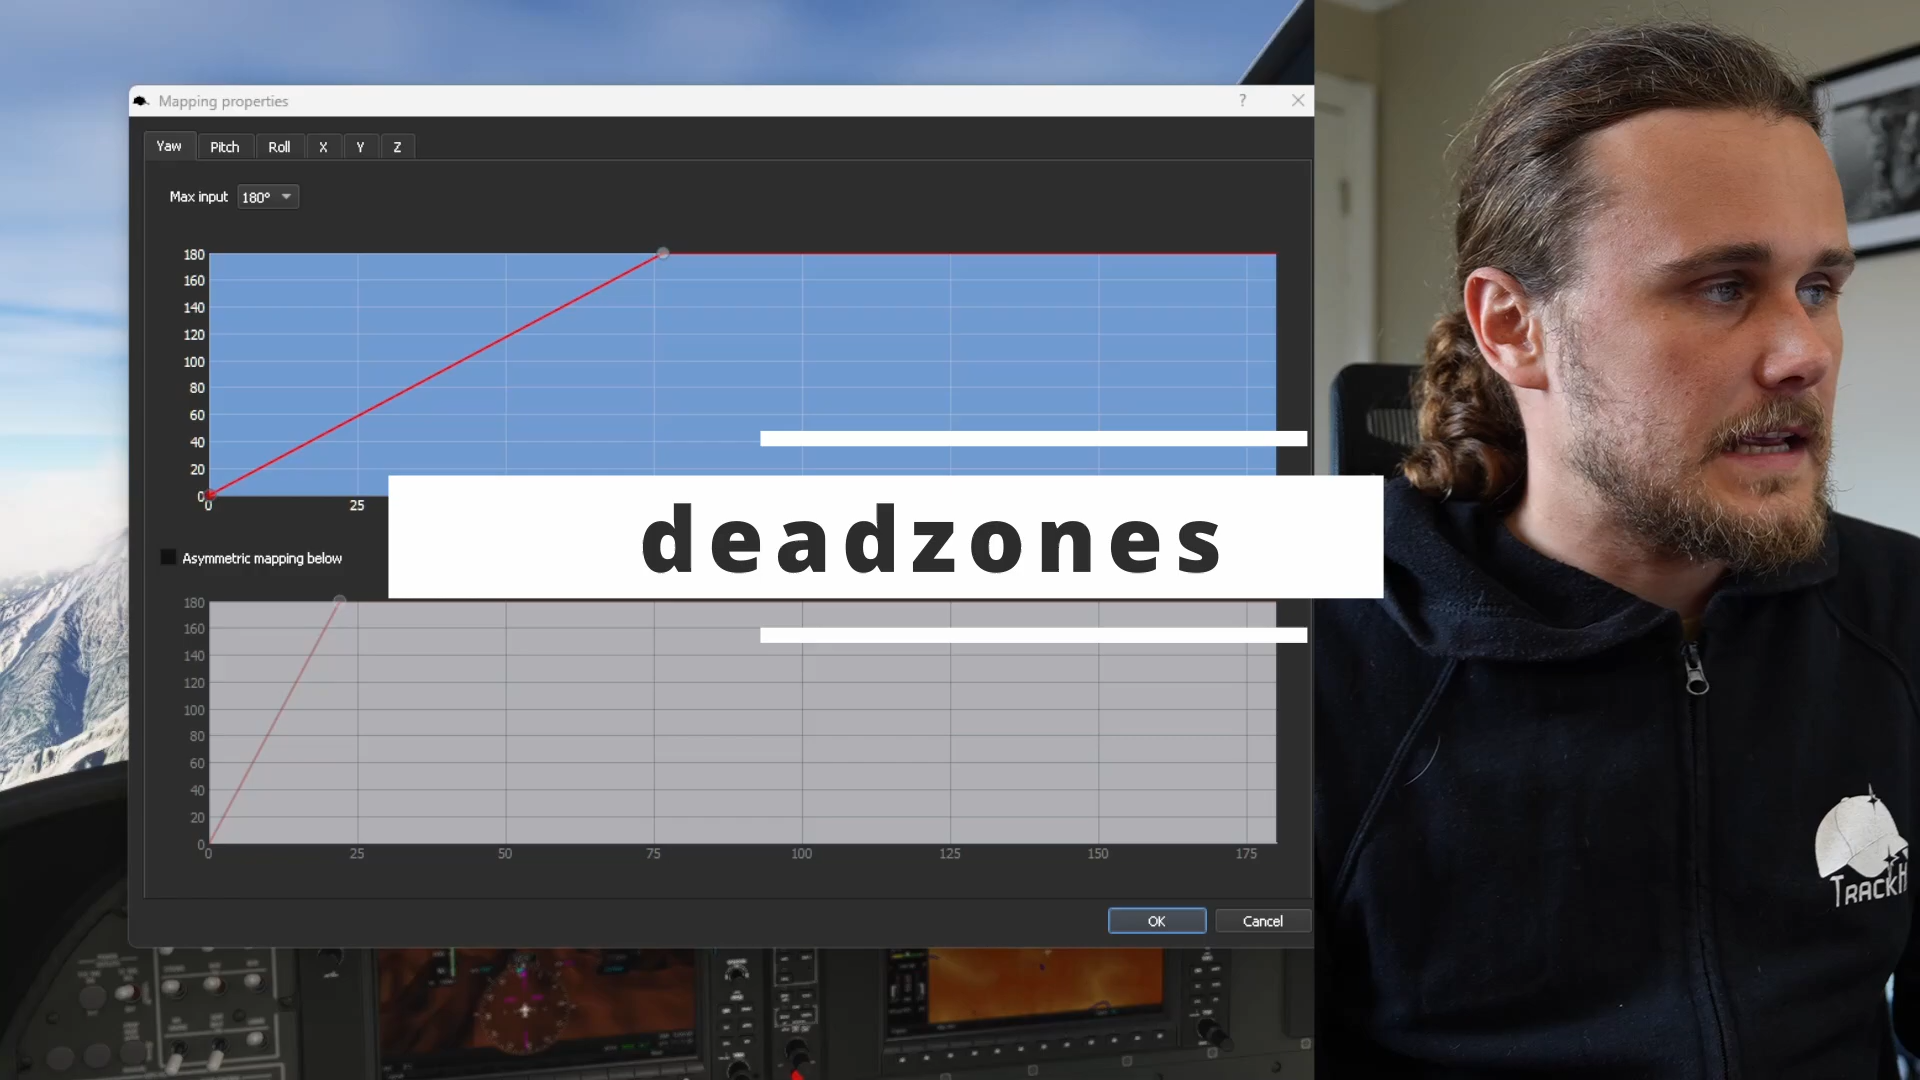 Mapping properties
?
Yaw Pitch Roll X Y Z
Max input 180°
180
160
140
120
100
80
60
40
20
0
0 25
deadzones
Asymmetric mapping below
180
160
140
120
100
80
60
40
20
0
0 25 50 75 100 125 150 175
OK Cancel
TRACKH